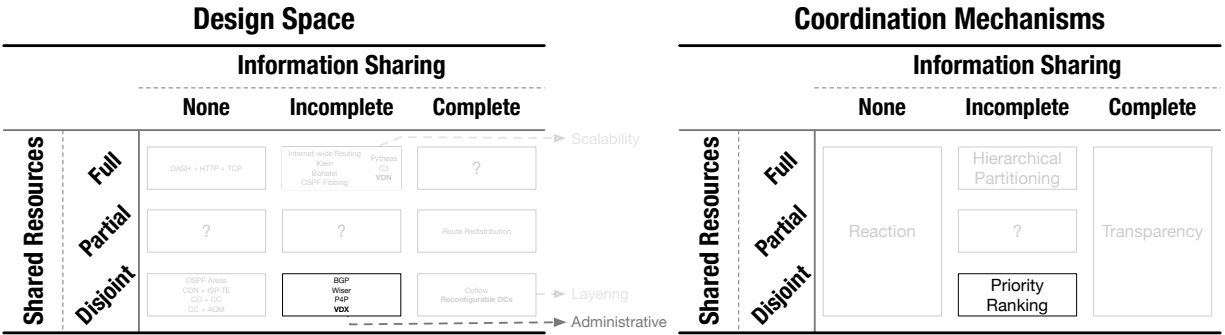 Design Space
Information Sharing
None Incomplete Complete
Shared Resources
Full
DASH + HTTP + TCP
Internet-wide Routing
Klein
Bohatei
OSPF Fibbing
Pytheas
C3
VDN
?
Scalability
Partial
?
?
Route Redistribution
Disjoint
OSPF Areas
CDN + ISP TE
CC + CC
CC + AQM
BGP
Wiser
P4P
VDX
Coflow
Reconfigurable DCs
Layering
Administrative
Coordination Mechanisms
Information Sharing
None Incomplete Complete
Shared Resources
Full
Partial
Disjoint
Reaction
Hierarchical
Partitioning
?
Priority
Ranking
Transparency